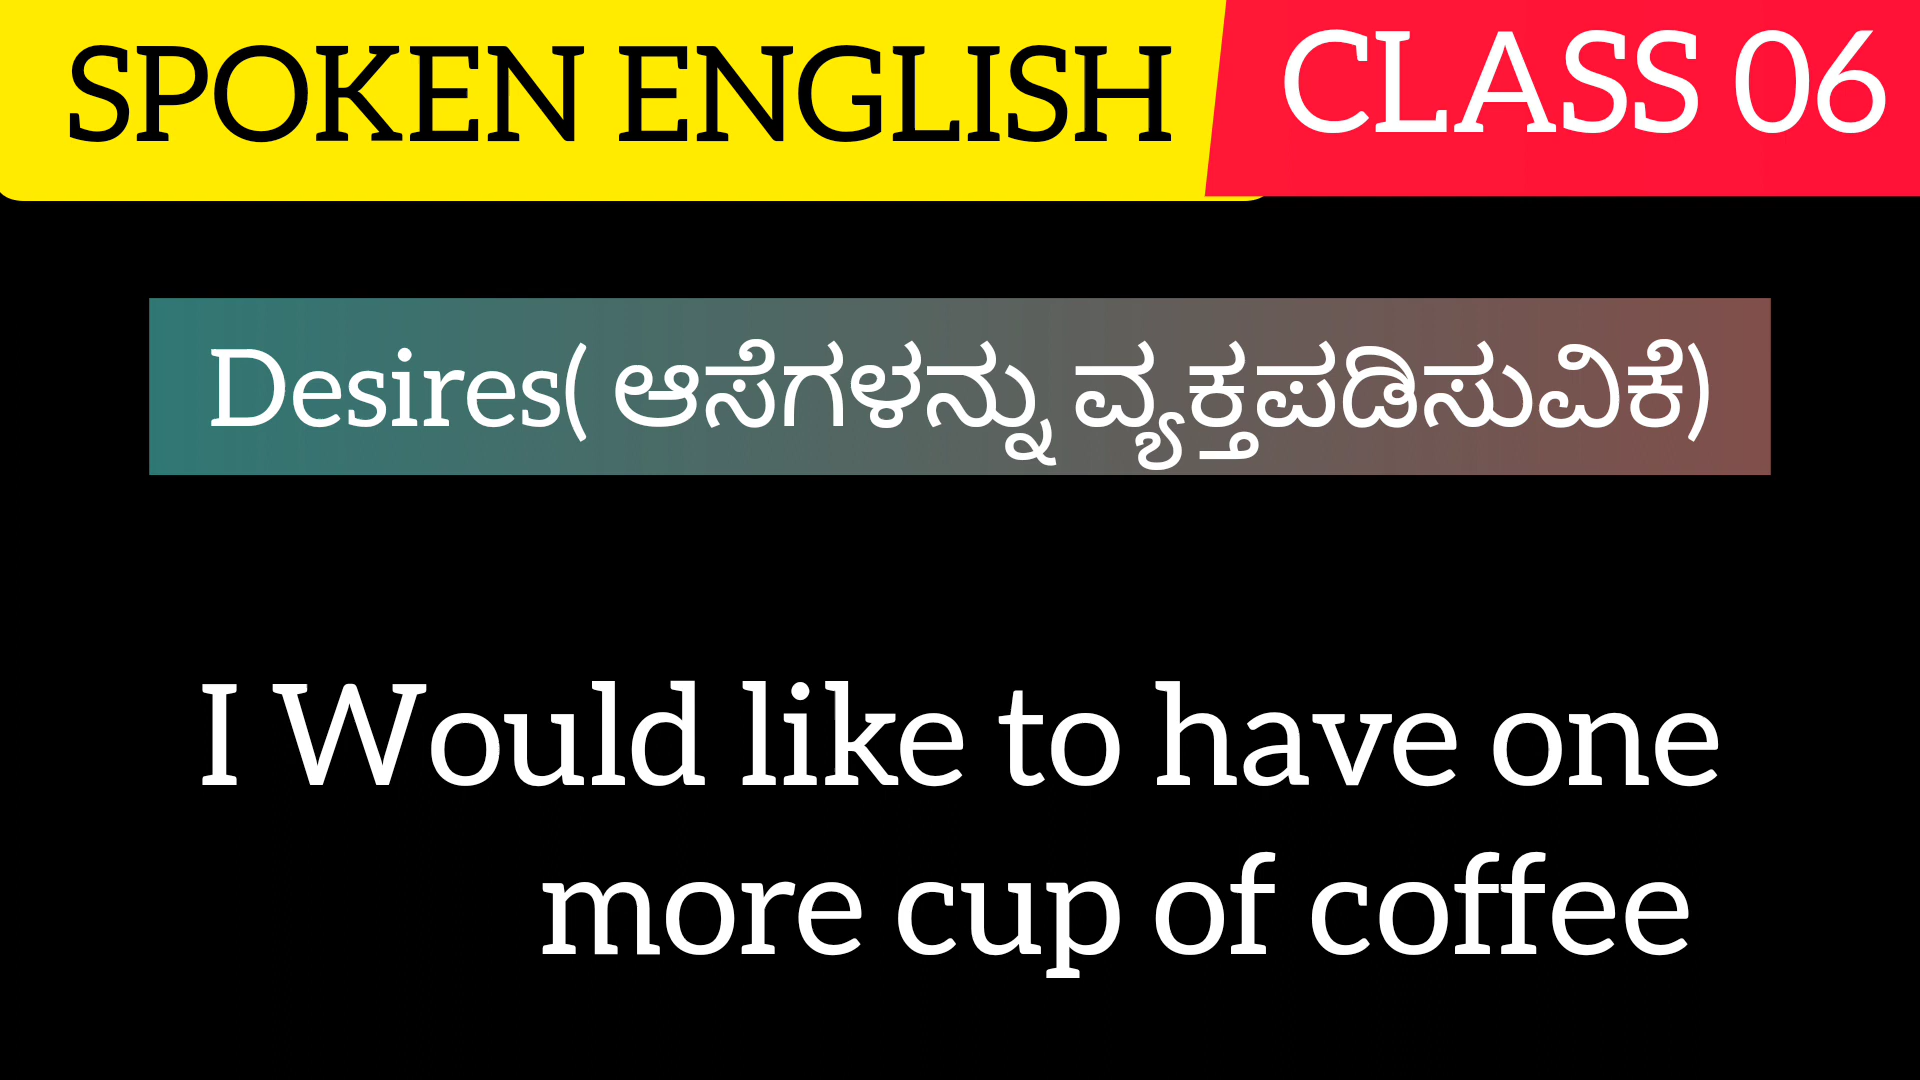 SPOKEN ENGLISH
CLASS 06
Desires( ಆಸೆಗಳನ್ನು ವ್ಯಕ್ತಪಡಿಸುವಿಕೆ)
I Would like to have one
more cup of coffee